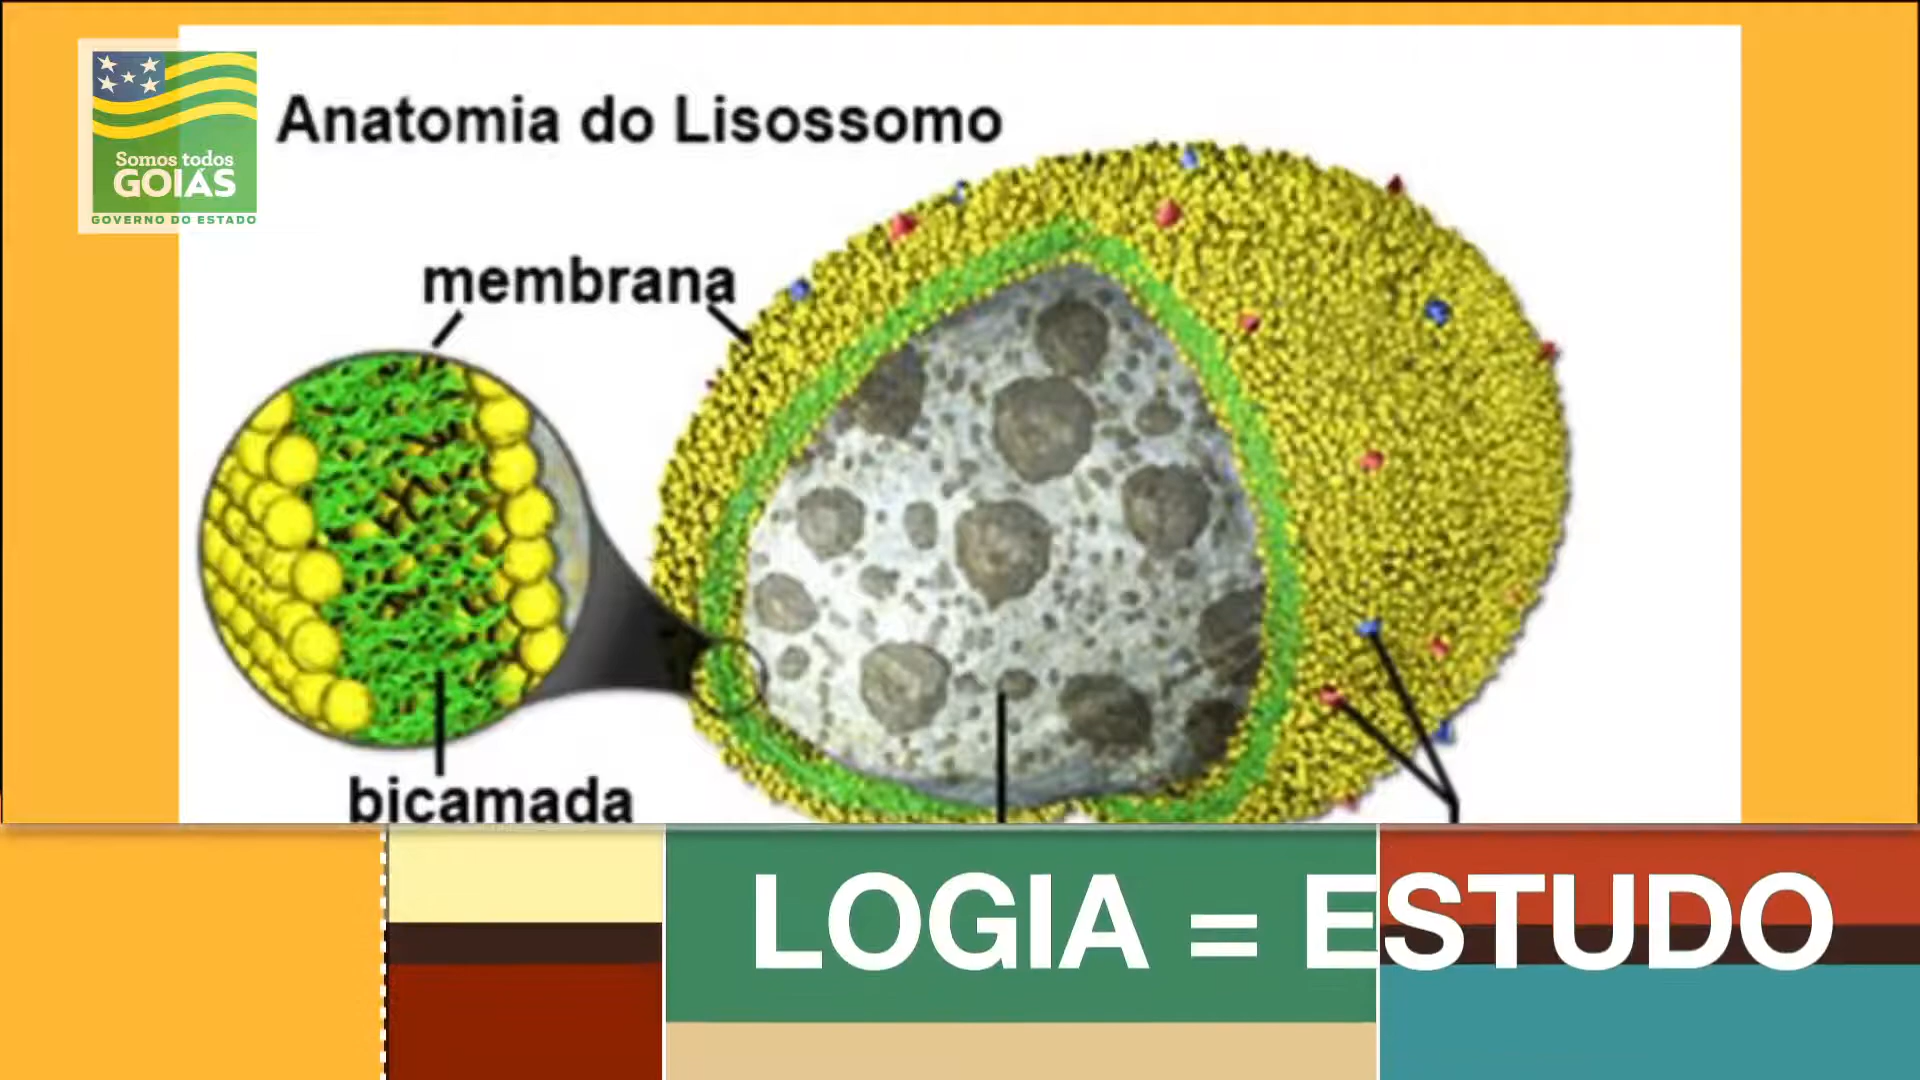 Somos todos
GOIÁS
GOVERNO DO ESTADO
Anatomia do Lisossomo
membrana
bicamada
LOGIA = ESTUDO